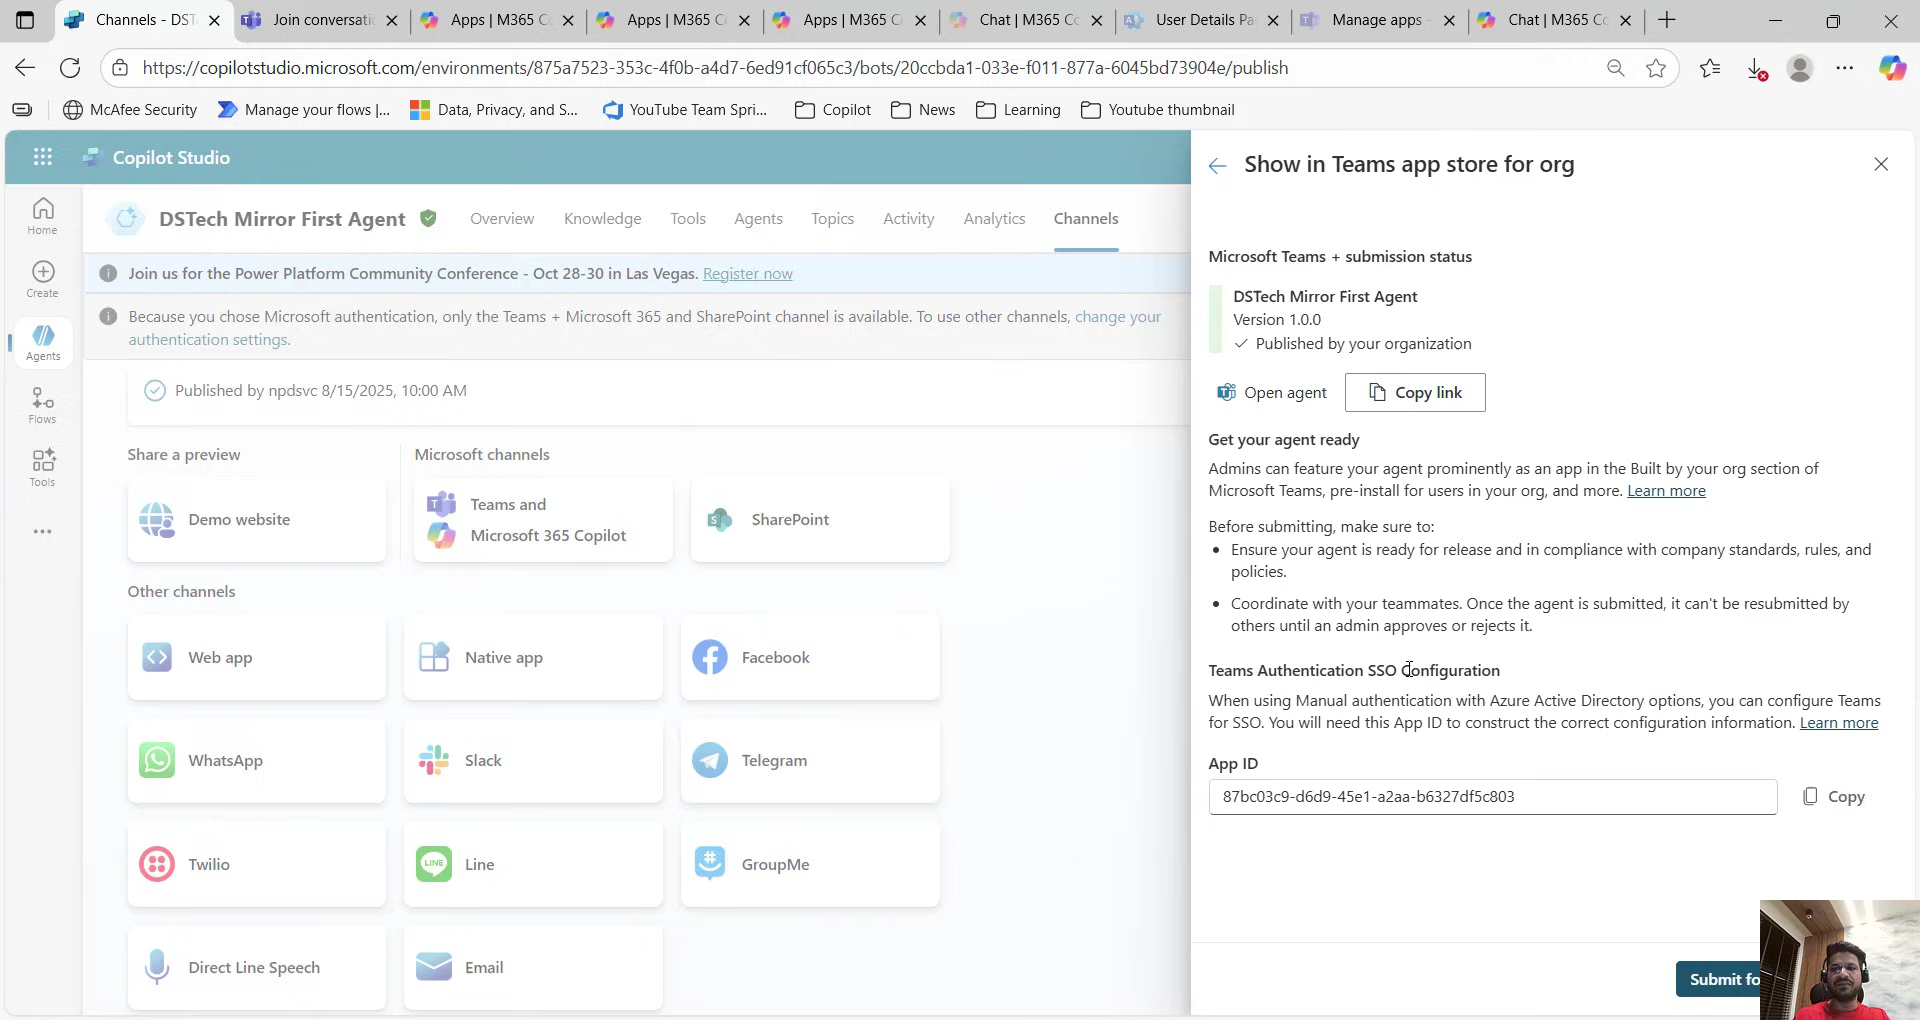 Channels - DST
Join conversati
Apps | M365 C
Apps | M365 C
Apps | M365 C
Chat | M365 Co
User Details Pa
Manage apps -
Chat | M365 Co
https://copilotstudio.microsoft.com/environments/875a7523-353c-4f0b-a4d7-6ed91cf065c3/bots/20ccbda1-033e-f011-877a-6045bd73904e/publish
McAfee Security
Manage your flows |...
Data, Privacy, and S...
YouTube Team Spri...
Copilot
News
Learning
Youtube thumbnail
Copilot Studio
Home
Create
Agents
Flows
Tools
DSTech Mirror First Agent
Overview
Knowledge
Tools
Agents
Topics
Activity
Analytics
Channels
Join us for the Power Platform Community Conference - Oct 28-30 in Las Vegas. Register now
Because you chose Microsoft authentication, only the Teams + Microsoft 365 and SharePoint channel is available. To use other channels, change your
authentication settings.
Published by npdsvc 8/15/2025, 10:00 AM
Share a preview
Microsoft channels
Demo website
Teams and
Microsoft 365 Copilot
SharePoint
Other channels
Web app
Native app
Facebook
WhatsApp
Slack
Telegram
Twilio
LINE
Line
GroupMe
Direct Line Speech
Email
Show in Teams app store for org
Microsoft Teams + submission status
DSTech Mirror First Agent
Version 1.0.0
Published by your organization
Open agent
Copy link
Get your agent ready
Admins can feature your agent prominently as an app in the Built by your org section of
Microsoft Teams, pre-install for users in your org, and more. Learn more
Before submitting, make sure to:
• Ensure your agent is ready for release and in compliance with company standards, rules, and
policies.
• Coordinate with your teammates. Once the agent is submitted, it can't be resubmitted by
others until an admin approves or rejects it.
Teams Authentication SSO Configuration
When using Manual authentication with Azure Active Directory options, you can configure Teams
for SSO. You will need this App ID to construct the correct configuration information. Learn more
App ID
87bc03c9-d6d9-45e1-a2aa-b6327df5c803
Copy
Submit fo